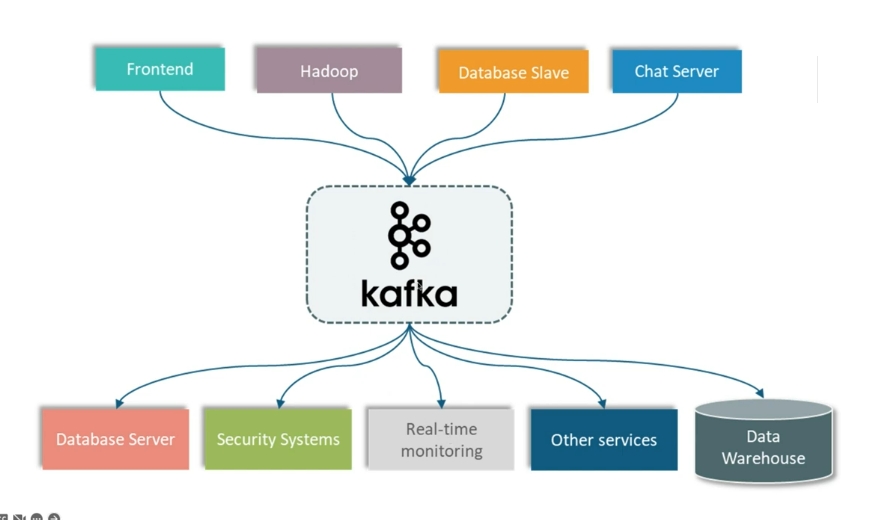 Frontend
Hadoop
Database Slave
Chat Server
kafka
Database Server
Security Systems
Real-time
monitoring
Other services
Data
Warehouse